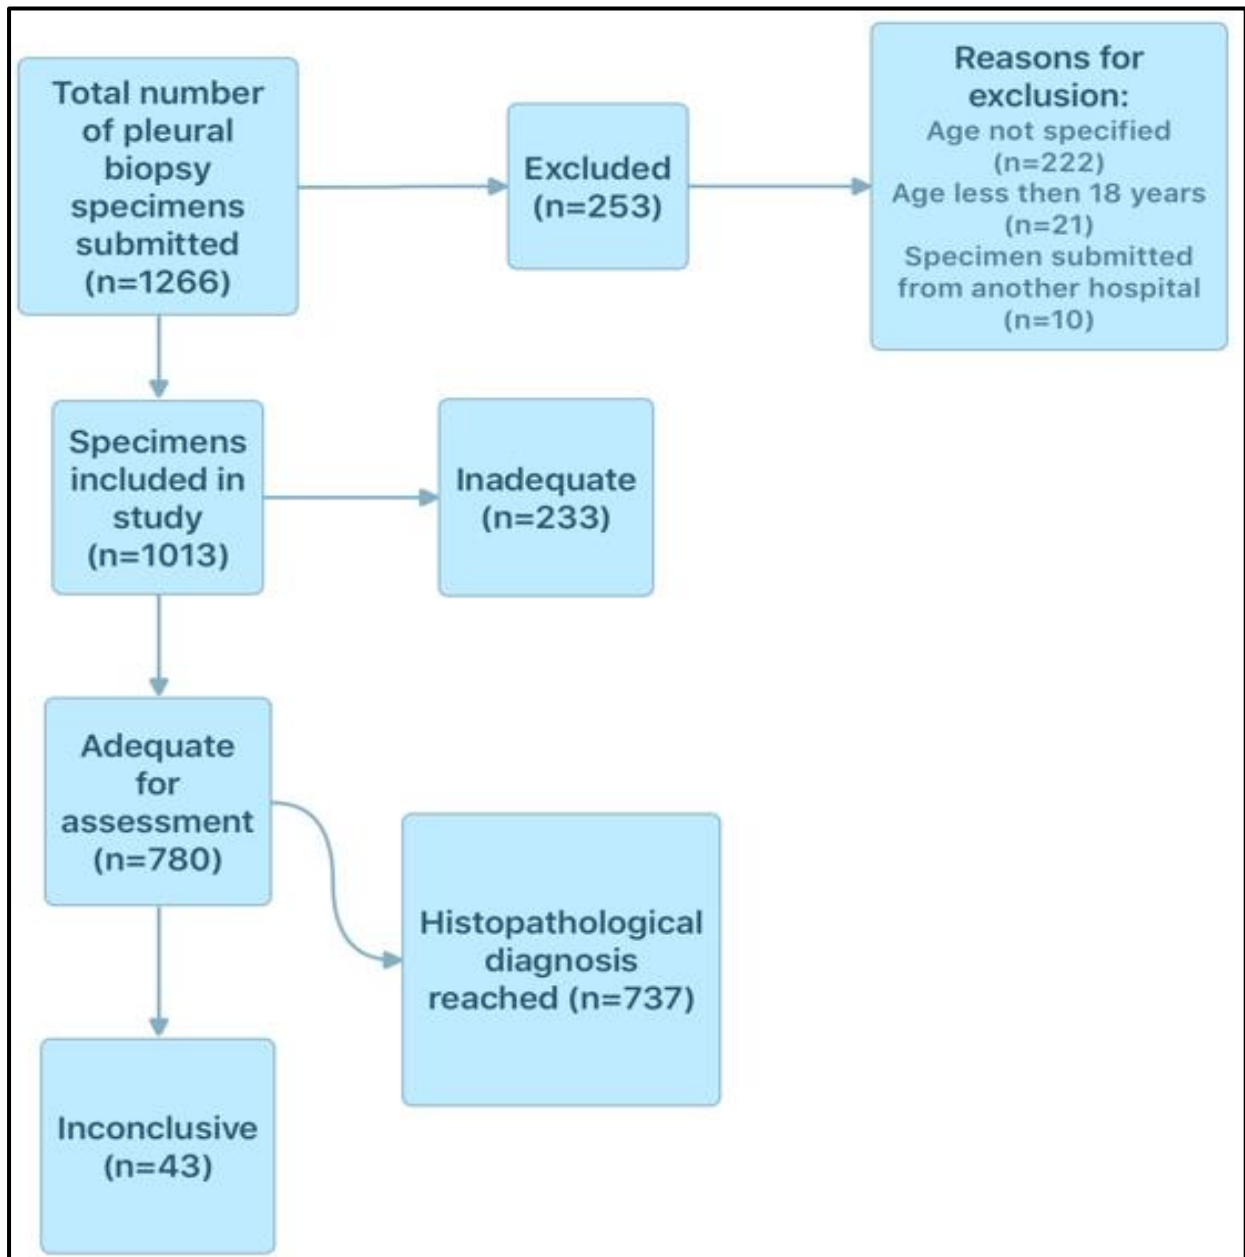 Total number
of pleural
biopsy
specimens
submitted
(n=1266)
Excluded
(n=253)
Reasons for
exclusion:
Age not specified
(n=222)
Age less then 18 years
(n=21)
Specimen submitted
from another hospital
(n=10)
Specimens
included in
study
(n=1013)
Inadequate
(n=233)
Adequate
for
assessment
(n=780)
Histopathological
diagnosis
reached (n=737)
Inconclusive
(n=43)